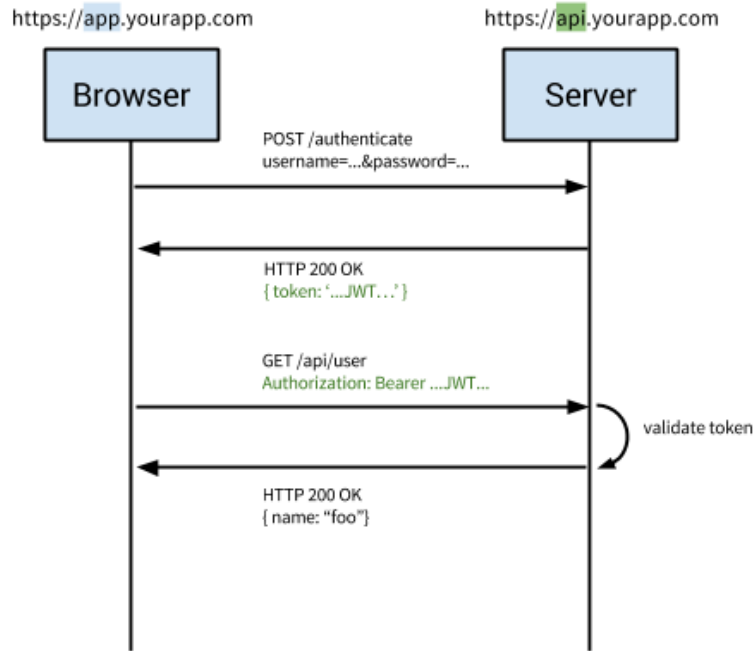 https://app.yourapp.com
https://api.yourapp.com
Browser
Server
POST /authenticate
username=...&password=...
HTTP 200 OK
{ token: ‘....JWT...’ }
GET /api/user
Authorization: Bearer ....JWT...
validate token
HTTP 200 OK
{ name: “foo”}